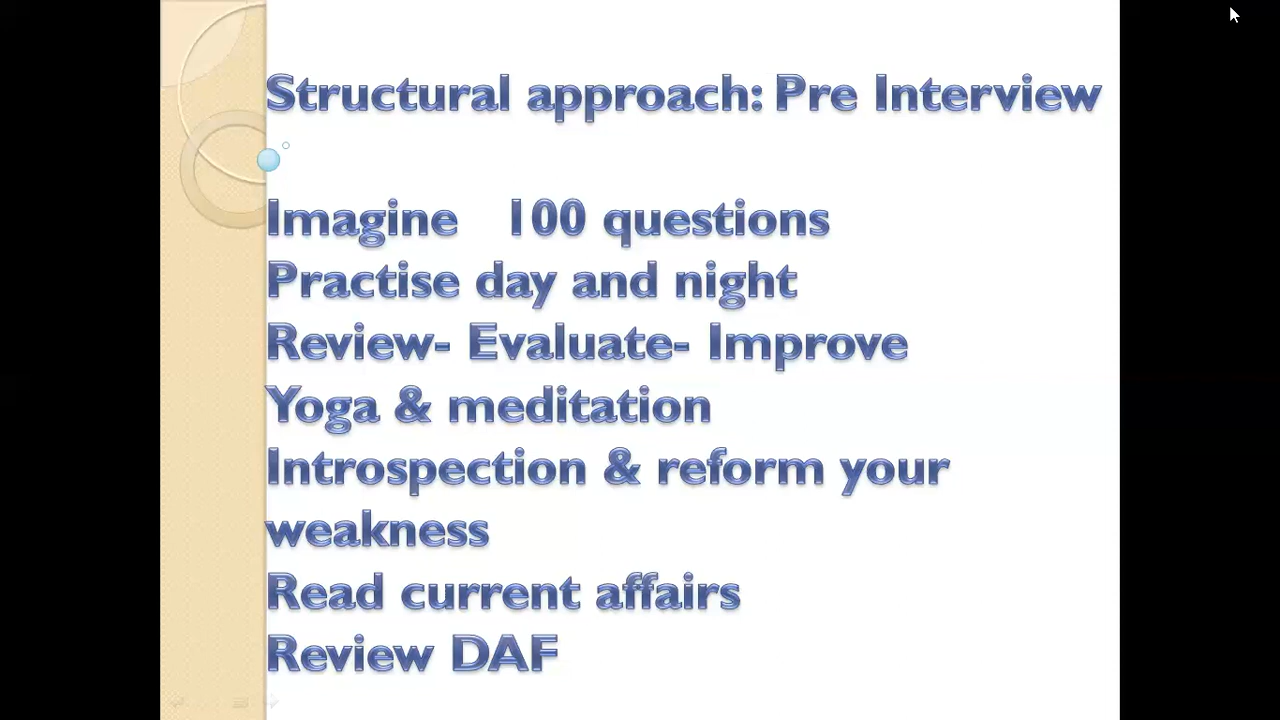 Structural approach: Pre Interview
Imagine 100 questions
Practise day and night
Review- Evaluate- Improve
Yoga & meditation
Introspection & reform your
weakness
Read current affairs
Review DAF